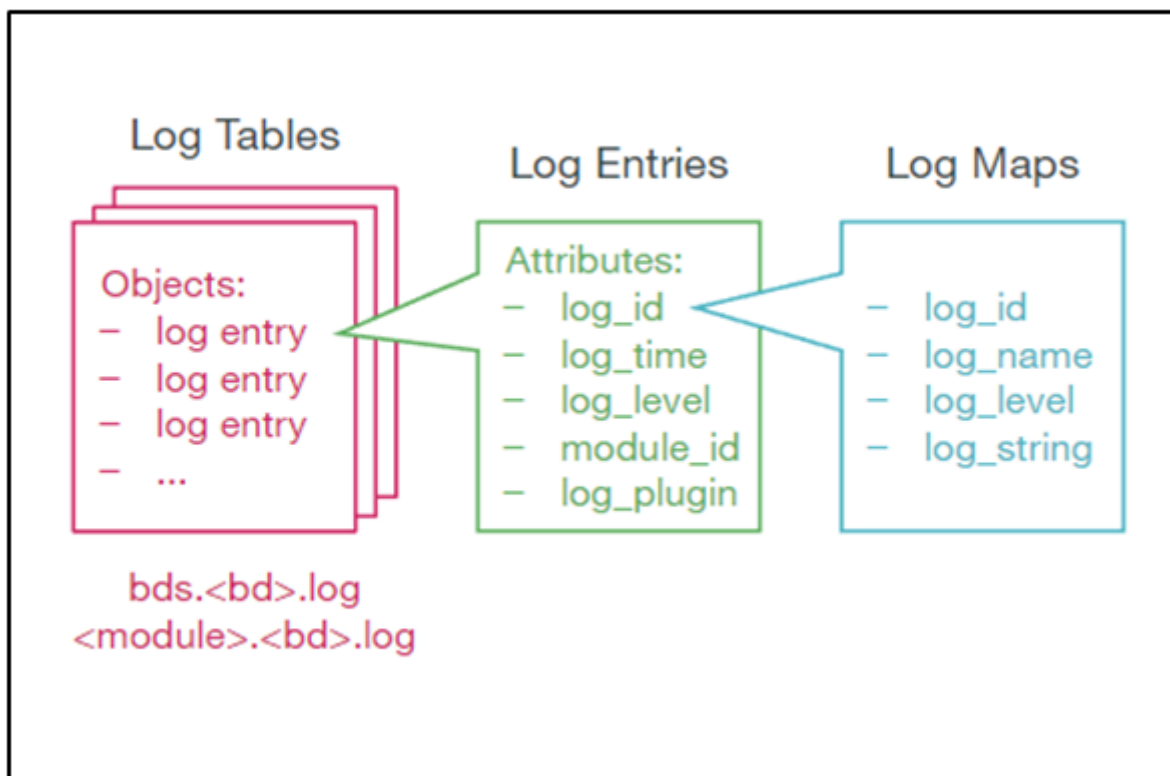 Log Tables
Objects:
– log entry
– log entry
– log entry
– ...
bds.<bd>.log
<module>.<bd>.log
Log Entries
Attributes:
– log_id
– log_time
– log_level
– module_id
– log_plugin
Log Maps
– log_id
– log_name
– log_level
– log_string